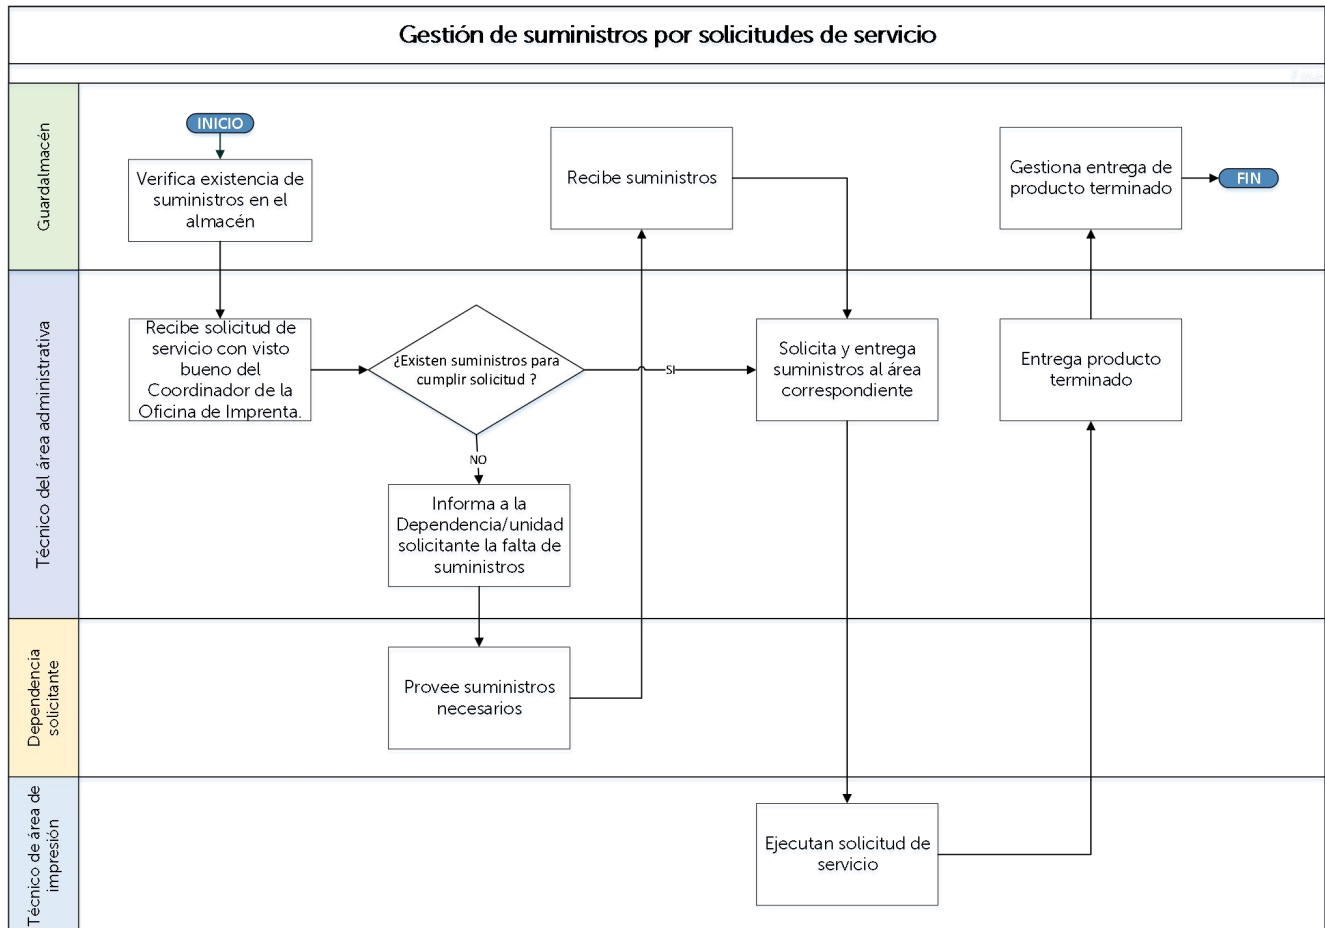 Gestión de suministros por solicitudes de servicio
Guardalmacén
INICIO
Verifica existencia de
suministros en el
almacén
Recibe suministros
Gestiona entrega de
producto terminado
FIN
Técnico del área administrativa
Recibe solicitud de
servicio con visto
bueno del
Coordinador de la
Oficina de Imprenta.
¿Existen suministros para
cumplir solicitud ?
SI
Solicita y entrega
suministros al área
correspondiente
Entrega producto
terminado
NO
Informa a la
Dependencia/unidad
solicitante la falta de
suministros
Dependencia
solicitante
Provee suministros
necesarios
Técnico de área de
impresión
Ejecutan solicitud de
servicio